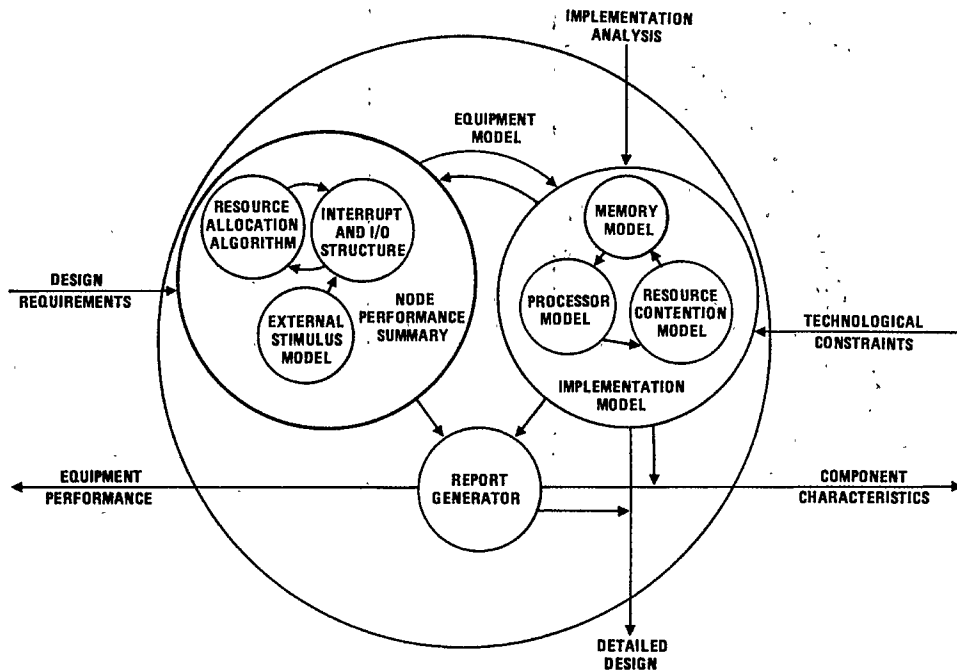 IMPLEMENTATION
ANALYSIS
EQUIPMENT
MODEL
RESOURCE
ALLOCATION
ALGORITHM
INTERRUPT
AND I/O
STRUCTURE
MEMORY
MODEL
DESIGN
REQUIREMENTS
EXTERNAL
STIMULUS
MODEL
NODE
PERFORMANCE
SUMMARY
PROCESSOR
MODEL
RESOURCE
CONTENTION
MODEL
TECHNOLOGICAL
CONSTRAINTS
IMPLEMENTATION
MODEL
EQUIPMENT
PERFORMANCE
REPORT
GENERATOR
COMPONENT
CHARACTERISTICS
DETAILED
DESIGN